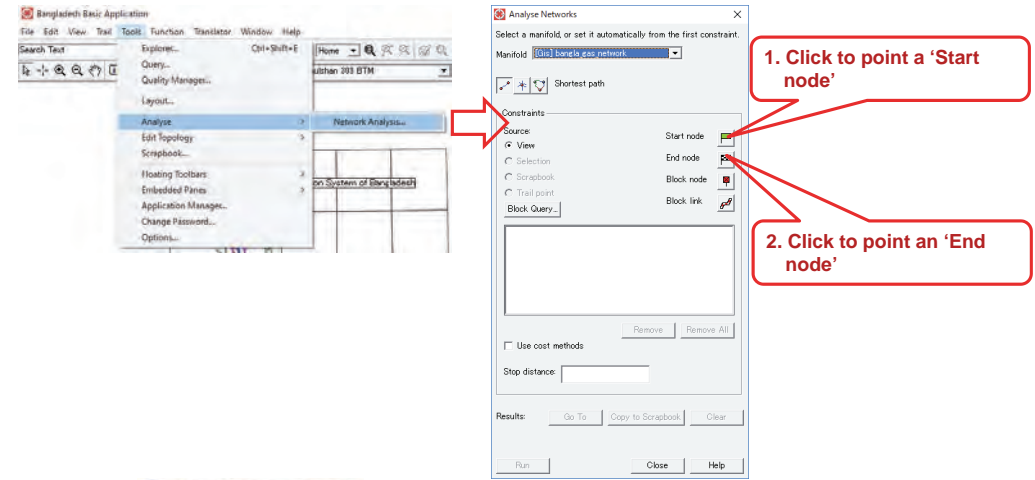 Bangladesh Basic Application
File Edit View Trail Tools Function Translator Window Help
Search Text
Home
ulshan 303 BTM
Explorer... Ctrl+Shift+E
Query...
Quality Manager...
Layout...
Analyse
Network Analysis...
Edit Topology
Scrapbook...
Floating Toolbars
Embedded Panes
Application Manager...
Change Password...
Options...
on System of Bangladesh
Analyse Networks
Select a manifold, or set it automatically from the first constraint.
Manifold [Gis] bangla_gas_network
Shortest path
Constraints
Source:
View
Selection
Scrapbook
Trail point
Block Query...
Start node
End node
Block node
Block link
Remove Remove All
Use cost methods
Stop distance:
Results: Go To Copy to Scrapbook Clear
Run Close Help
1. Click to point a ‘Start
node’
2. Click to point an ‘End
node’